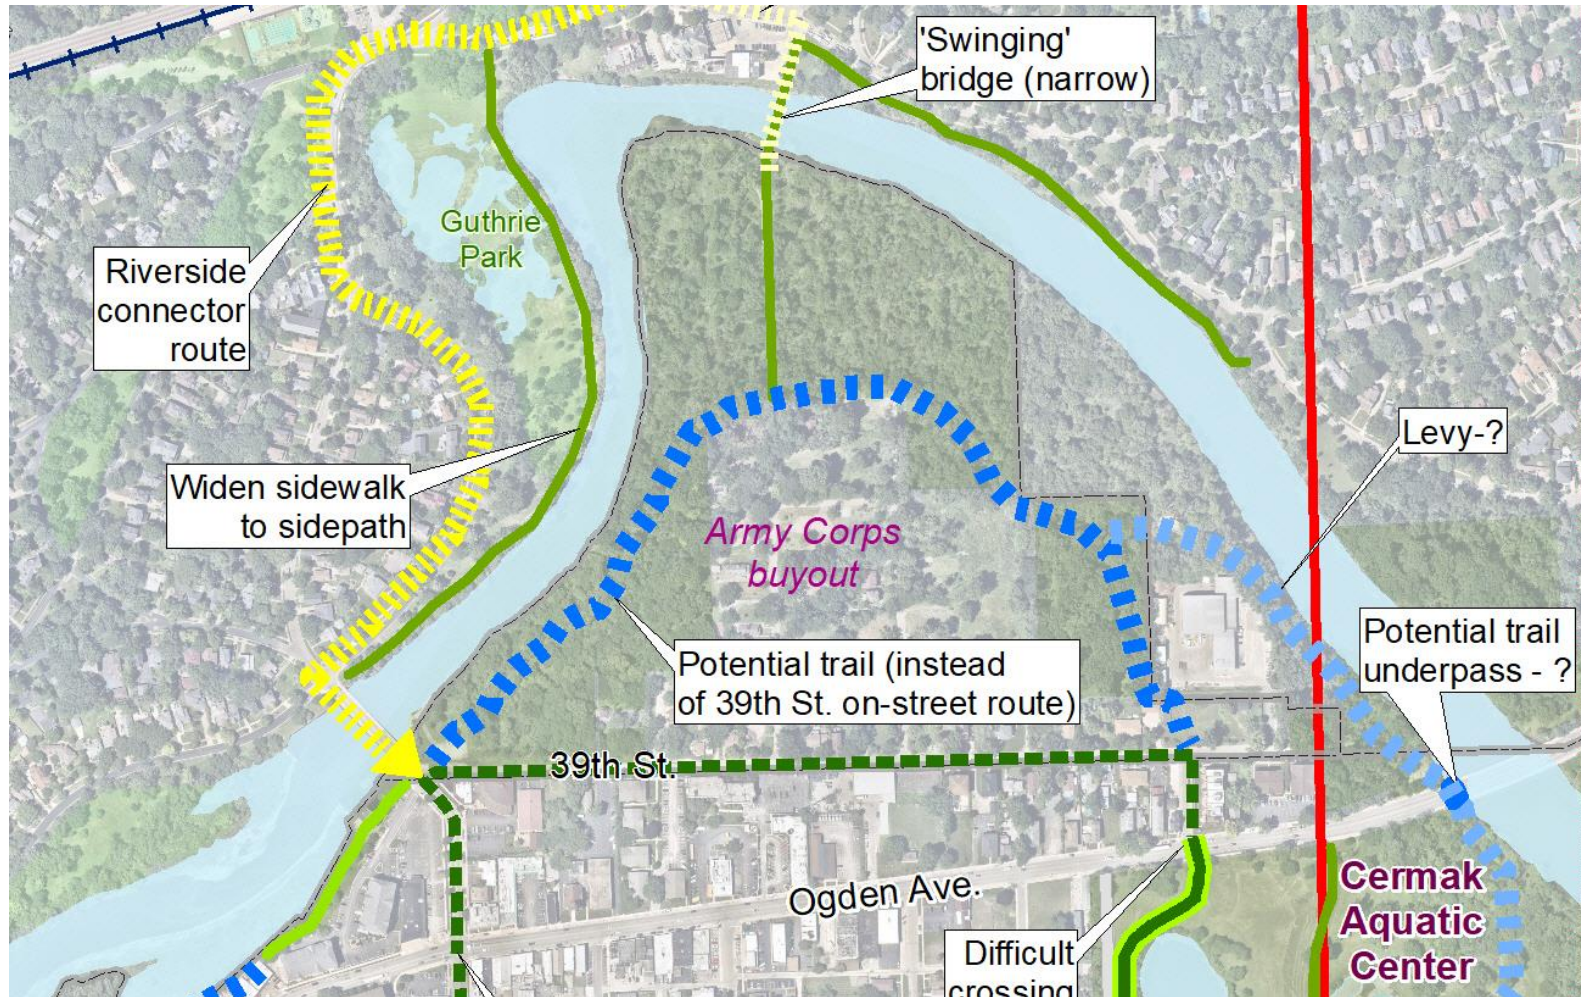 'Swinging'
bridge (narrow)
Guthrie
Park
Riverside
connector
route
Levy-?
Widen sidewalk
to sidepath
Army Corps
buyout
Potential trail
underpass - ?
Potential trail (instead
of 39th St. on-street route)
39th St.
Ogden Ave.
Cermak
Aquatic
Center
Difficult
crossing